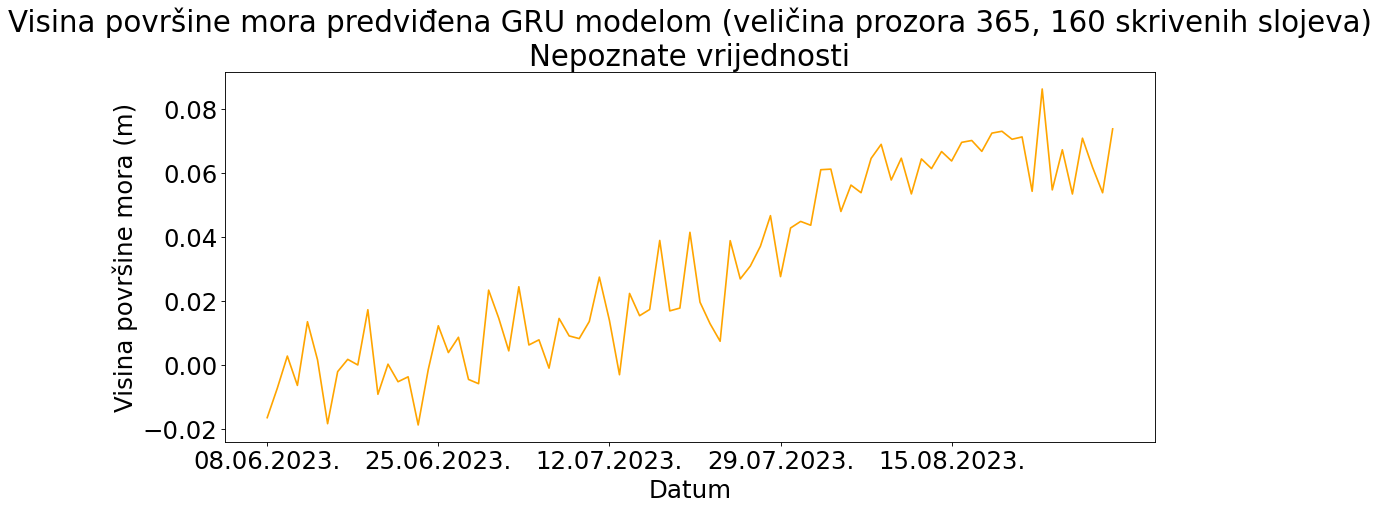 Visina površine mora predviđena GRU modelom (veličina prozora 365, 160 skrivenih slojeva)
Nepoznate vrijednosti
Visina površine mora (m)
0.08
0.06
0.04
0.02
0.00
−0.02
08.06.2023. 25.06.2023. 12.07.2023. 29.07.2023. 15.08.2023.
Datum